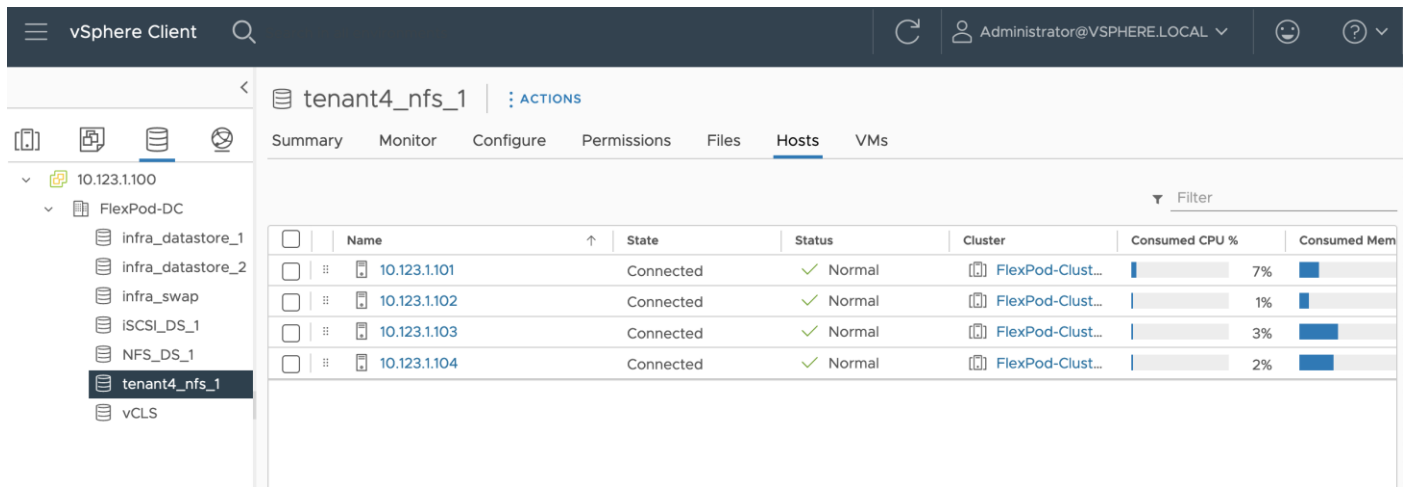 vSphere Client
Administrator@VSPHERE.LOCAL
tenant4_nfs_1
ACTIONS
Summary Monitor Configure Permissions Files Hosts VMs
10.123.1.100
FlexPod-DC
infra_datastore_1
infra_datastore_2
infra_swap
iSCSI_DS_1
NFS_DS_1
tenant4_nfs_1
vCLS
Filter
Name State Status Cluster Consumed CPU % Consumed Mem
10.123.1.101 Connected Normal FlexPod-Clust... 7%
10.123.1.102 Connected Normal FlexPod-Clust... 1%
10.123.1.103 Connected Normal FlexPod-Clust... 3%
10.123.1.104 Connected Normal FlexPod-Clust... 2%